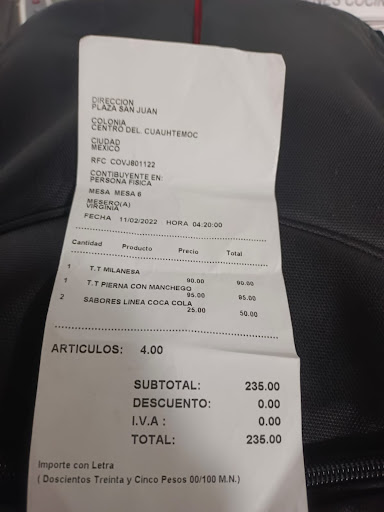 DIRECCION
PLAZA SAN JUAN
COLONIA
CENTRO DEL CUAUHTEMOC
CIUDAD
MEXICO
RFC COVJ801122
CONTIBUYENTE EN:
PERSONA FISICA
MESA MESA 6
MESERO(A)
VIRGINIA
FECHA 11/02/2022 HORA 04:20:00
Cantidad Producto Precio Total
1 T.T MILANESA 90.00 90.00
1 T.T PIERNA CON MANCHEGO 95.00 95.00
2 SABORES LINEA COCA COLA 25.00 50.00
ARTICULOS: 4.00
SUBTOTAL: 235.00
DESCUENTO: 0.00
I.V.A : 0.00
TOTAL: 235.00
Importe con Letra
( Doscientos Treinta y Cinco Pesos 00/100 M.N.)